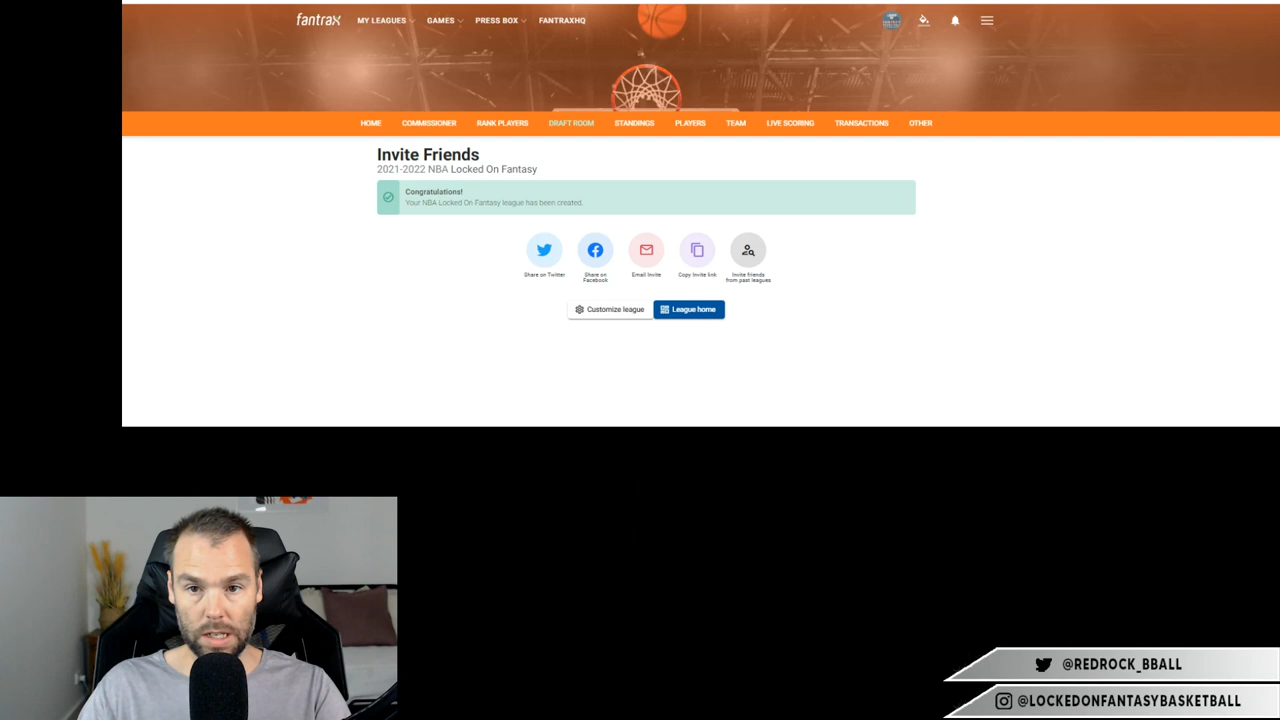 fantrax MY LEAGUES GAMES PRESS BOX FANTRAXHQ
HOME COMMISSIONER RANK PLAYERS DRAFT ROOM STANDINGS PLAYERS TEAM LIVE SCORING TRANSACTIONS OTHER
Invite Friends
2021-2022 NBA Locked On Fantasy
Congratulations!
Your NBA Locked On Fantasy league has been created.
Share on Twitter
Share on
Facebook
Email Invite
Copy Invite link
Invite friends
from past leagues
Customize league League home
@REDROCK_BBALL
@LOCKEDONFANTASYBASKETBALL